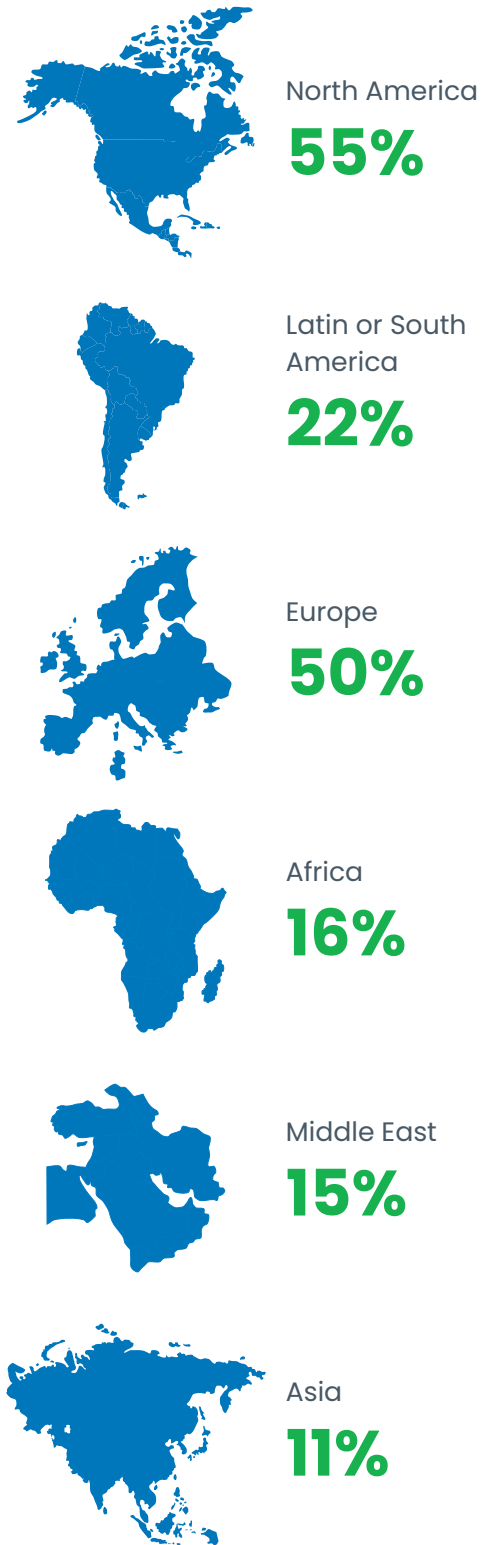 North America
55%
Latin or South
America
22%
Europe
50%
Africa
16%
Middle East
15%
Asia
11%